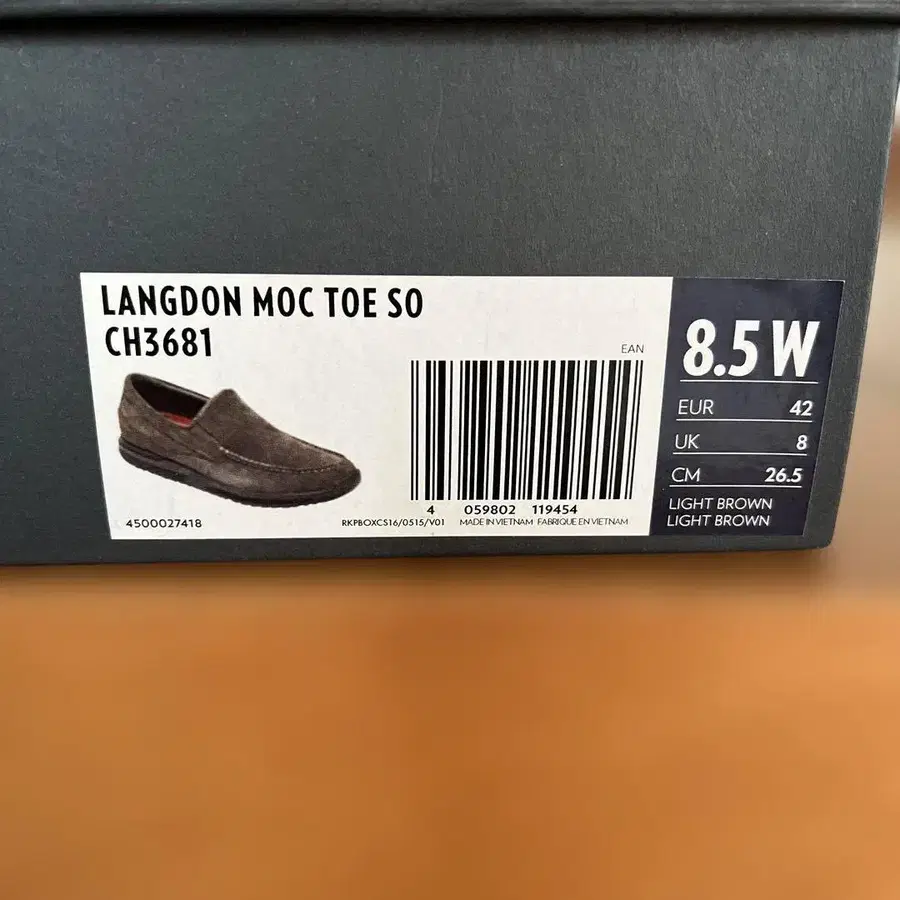 LANGDON MOC TOE SO
CH3681
EAN
4 059802 119454
4500027418
RKPBOXCS16/0515/V01 MADE IN VIETNAM FABRIQUE EN VIETNAM
8.5 W
EUR 42
UK 8
CM 26.5
LIGHT BROWN
LIGHT BROWN